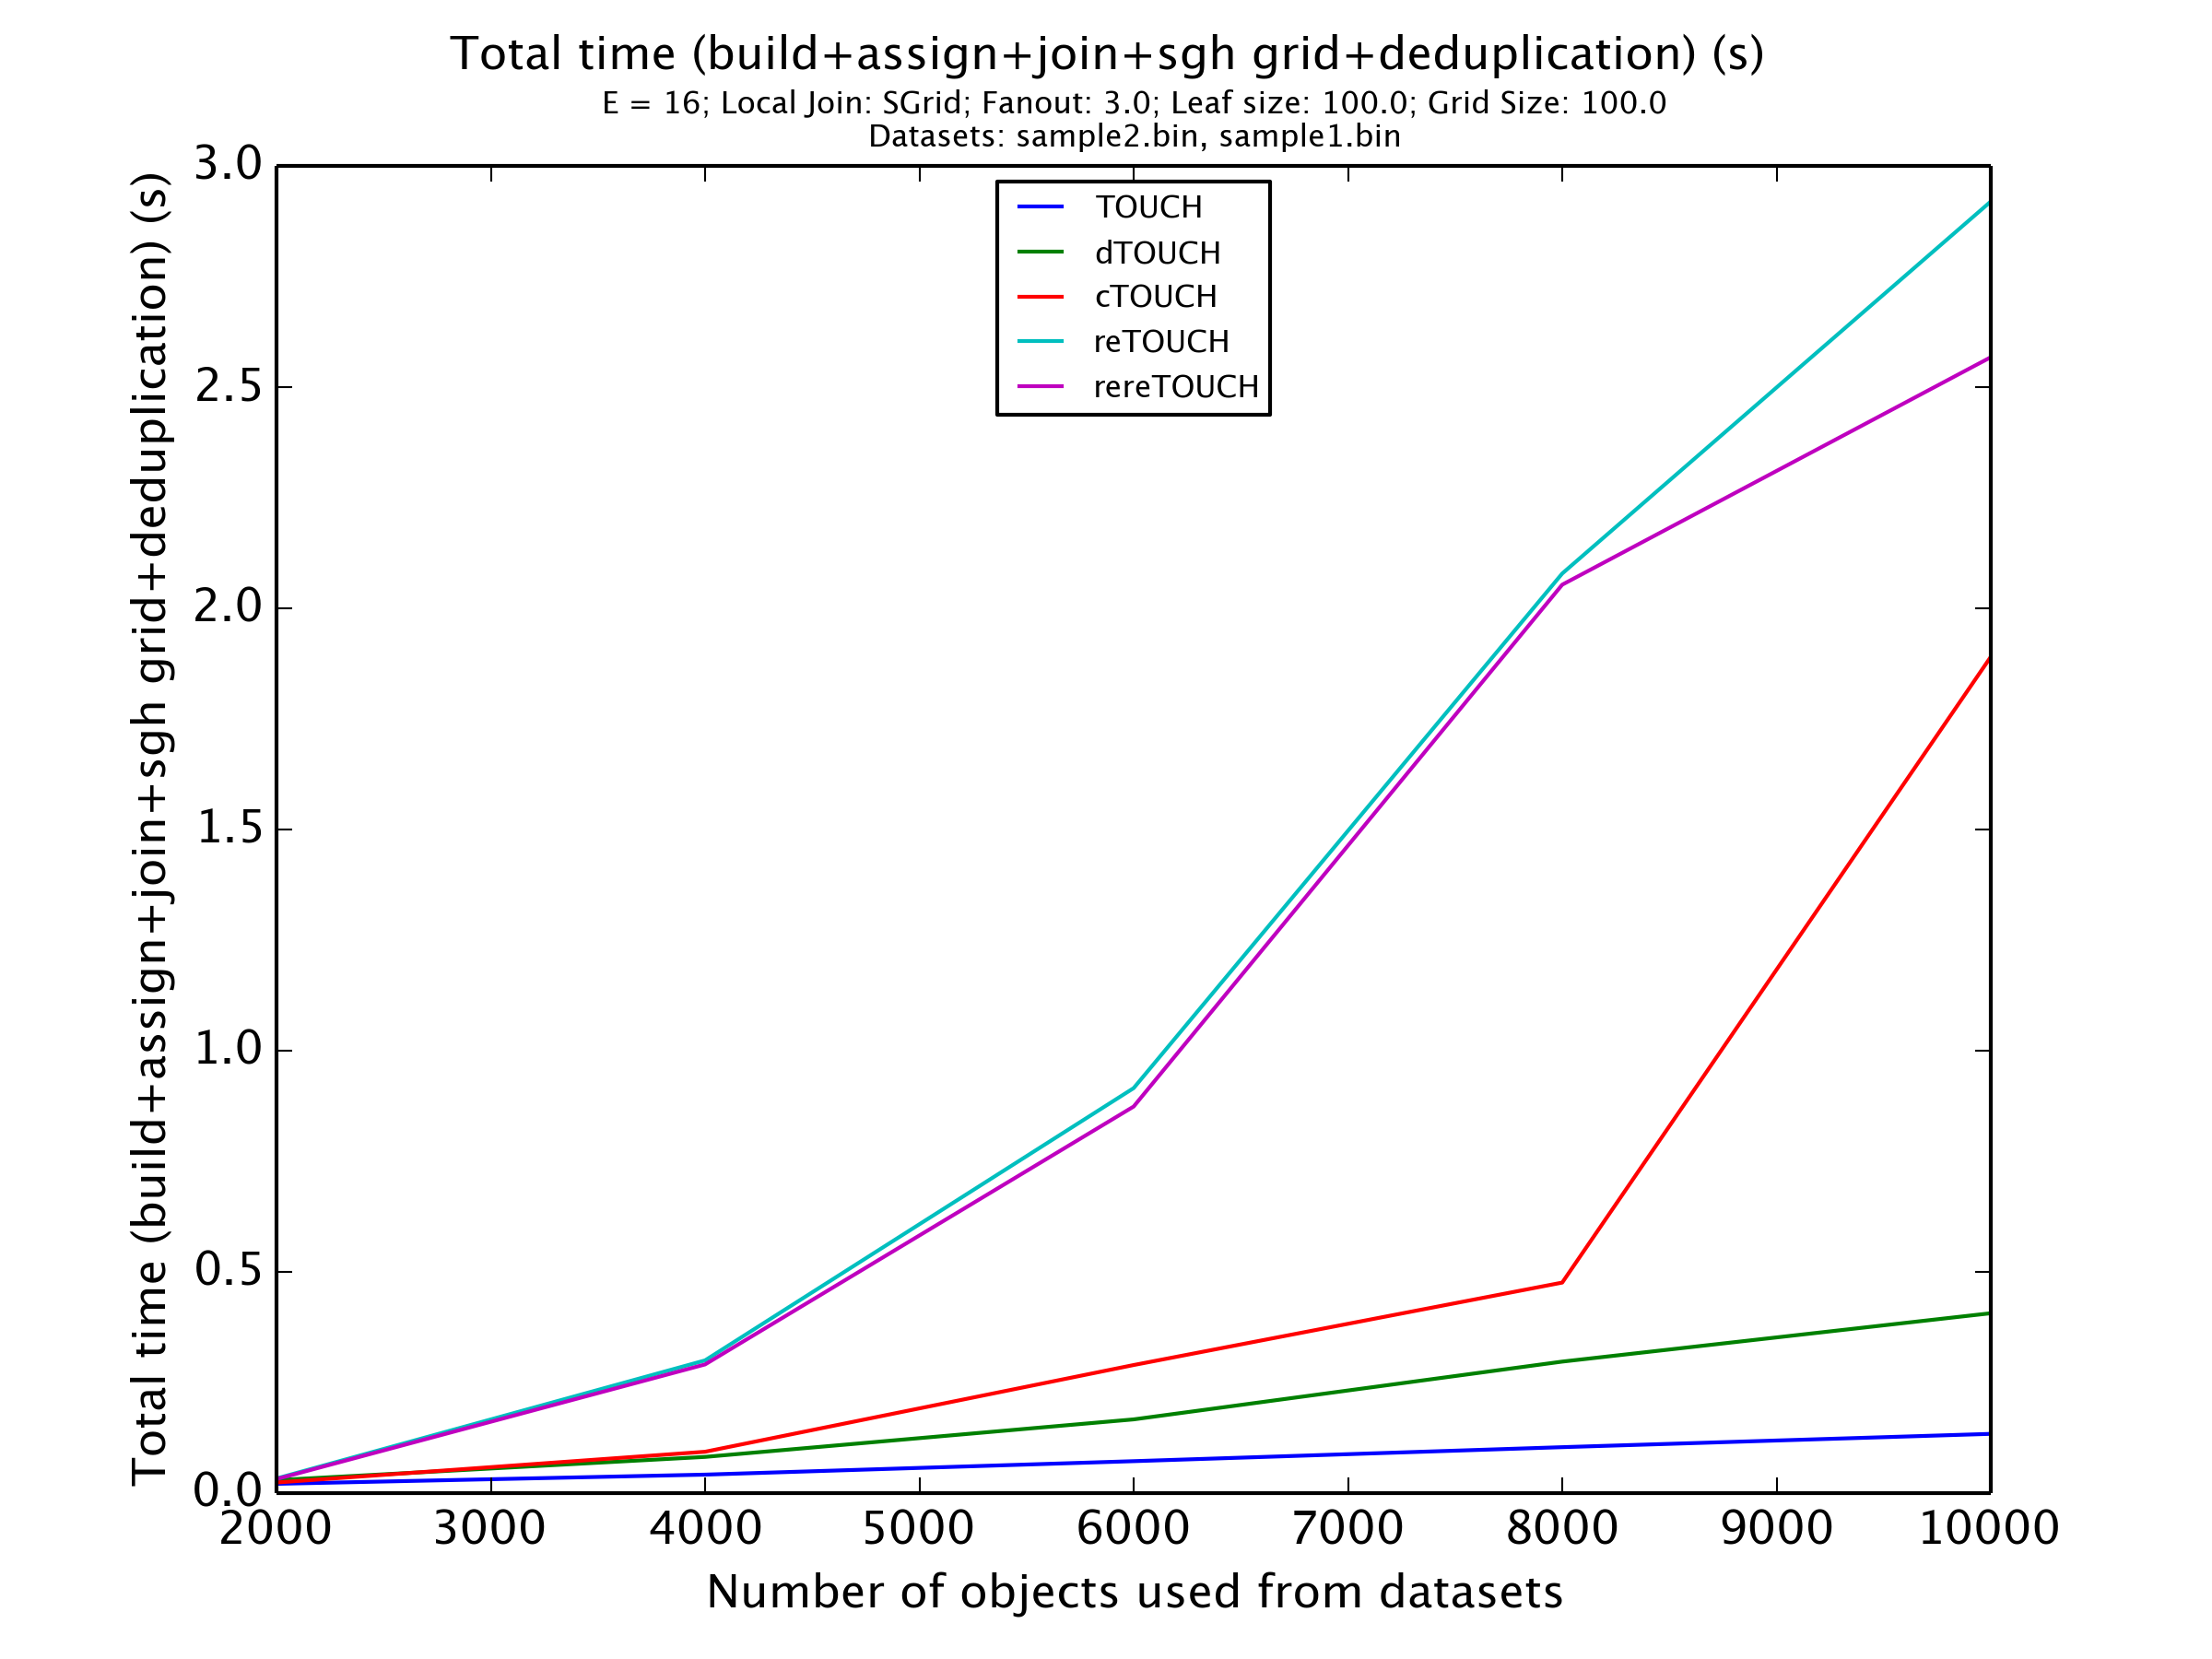 Total time (build+assign+join+sgh grid+deduplication) (s)
E = 16; Local Join: SGrid; Fanout: 3.0; Leaf size: 100.0; Grid Size: 100.0
Datasets: sample2.bin, sample1.bin
Total time (build+assign+join+sgh grid+deduplication) (s)
3.0
2.5
2.0
1.5
1.0
0.5
0.0
TOUCH
dTOUCH
cTOUCH
reTOUCH
rereTOUCH
2000 3000 4000 5000 6000 7000 8000 9000 10000
Number of objects used from datasets